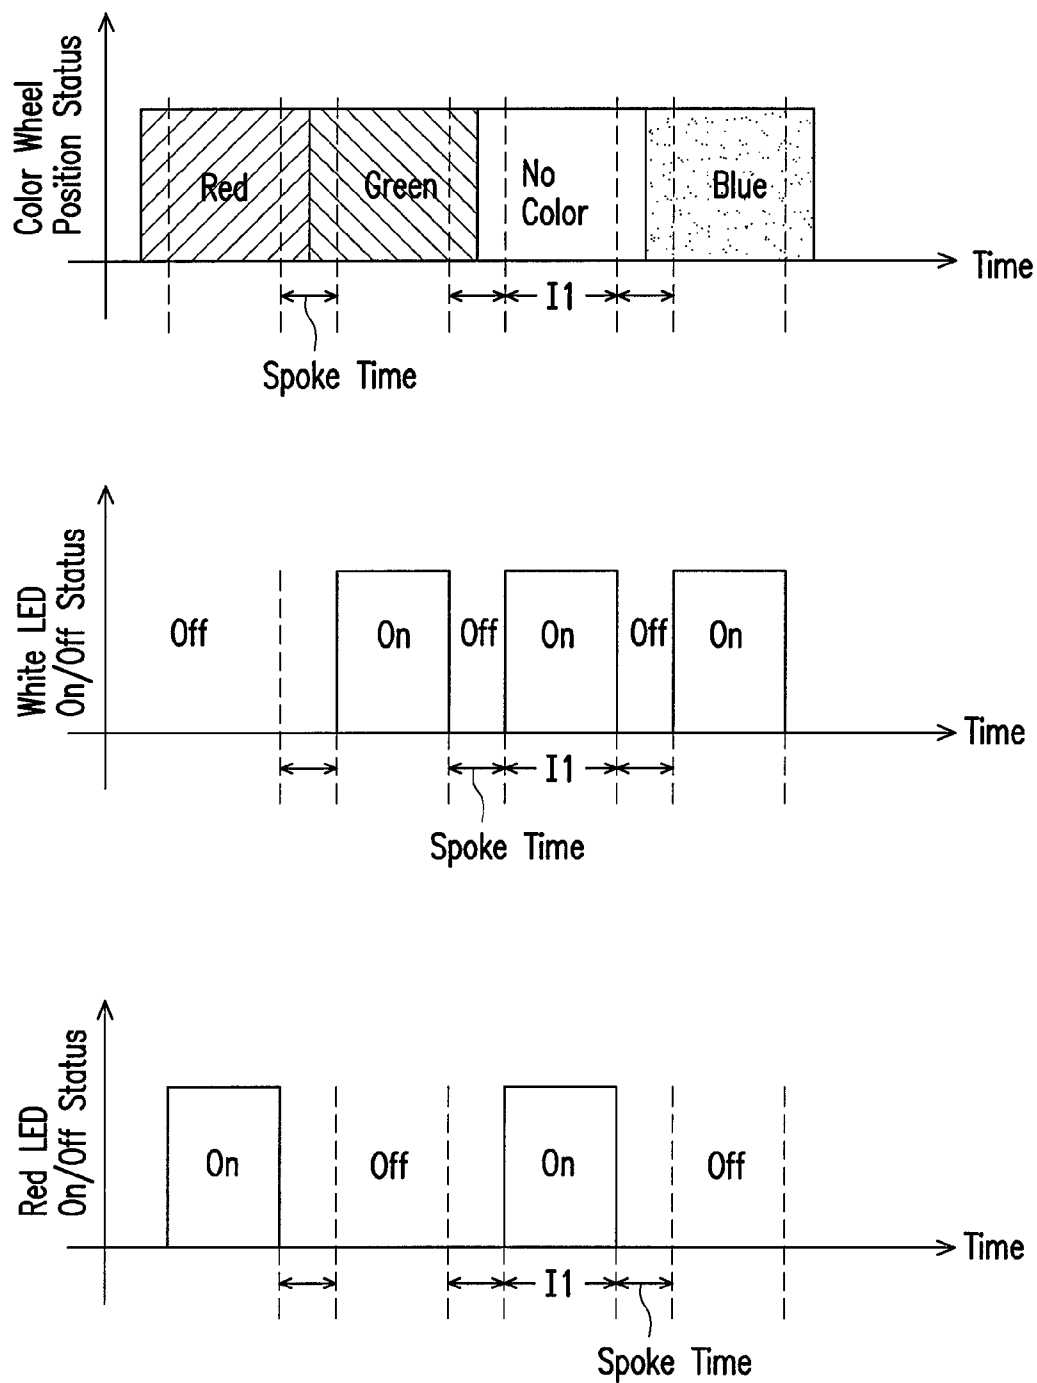 Color Wheel
Position Status
Red
Green
No
Color
Blue
Time
I1
Spoke Time
White LED
On/Off Status
Off
On
Off
On
Off
On
Time
I1
Spoke Time
Red LED
On/Off Status
On
Off
On
Off
Time
I1
Spoke Time